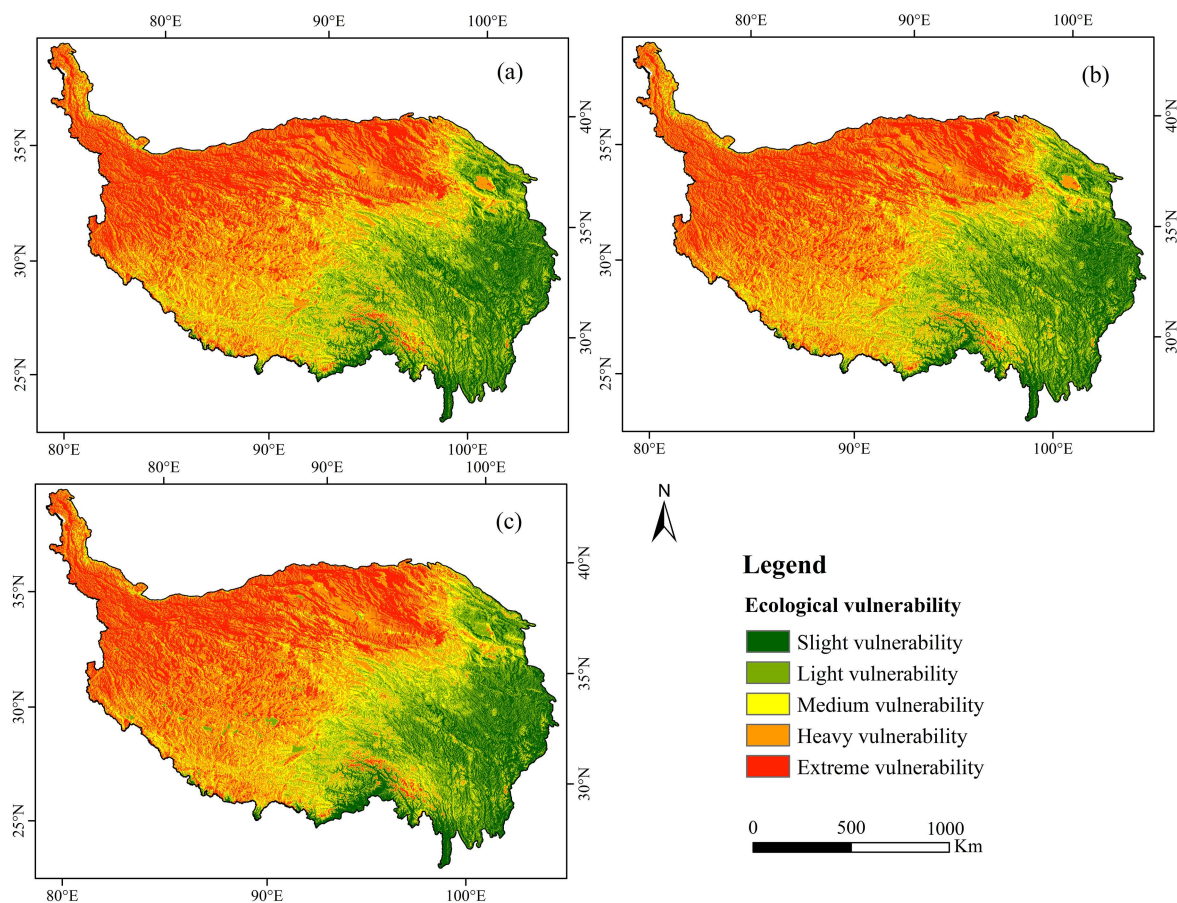 80°E 90°E 100°E 80°E 90°E 100°E
(a) (b)
35°N 30°N 25°N 40°N 35°N 30°N
35°N 30°N 25°N 40°N 35°N 30°N
80°E 90°E 100°E 80°E 90°E 100°E
80°E 90°E 100°E
(c)
35°N 30°N 25°N 40°N 35°N 30°N
80°E 90°E 100°E
N
Legend
Ecological vulnerability
Slight vulnerability
Light vulnerability
Medium vulnerability
Heavy vulnerability
Extreme vulnerability
0 500 1000
Km